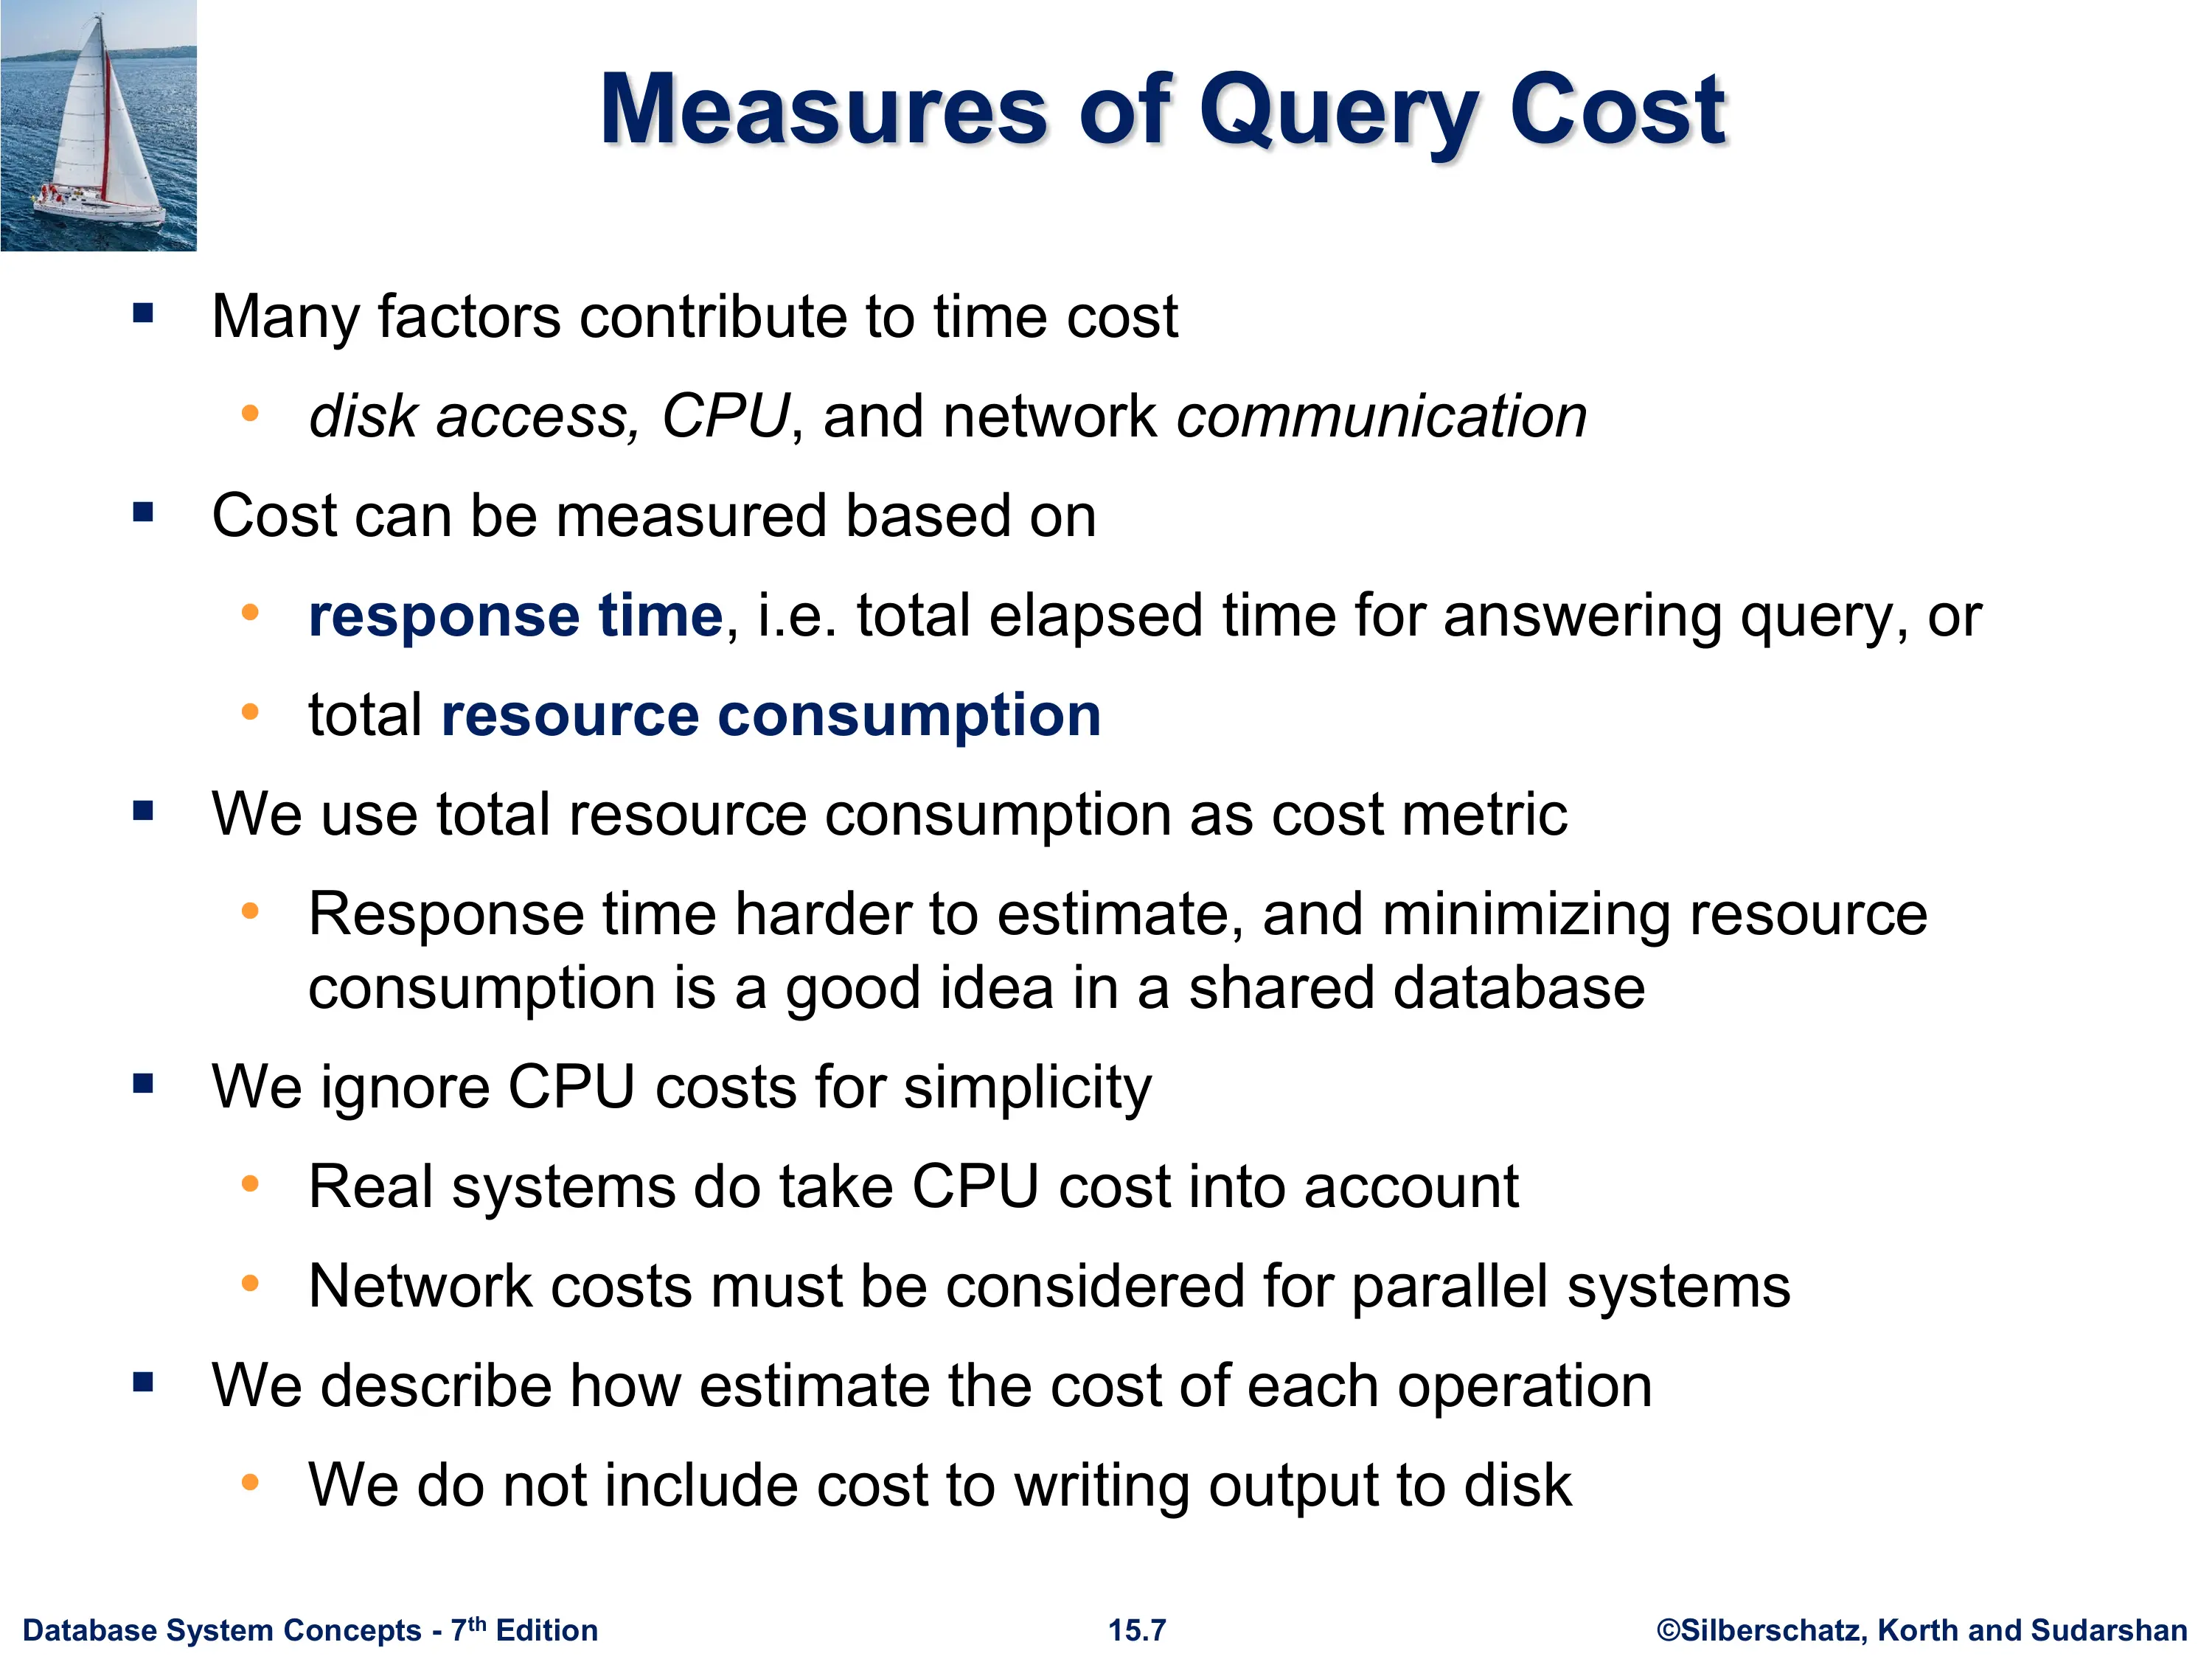 Measures of Query Cost
▪ Many factors contribute to time cost
• disk access, CPU, and network communication
▪ Cost can be measured based on
• response time, i.e. total elapsed time for answering query, or
• total resource consumption
▪ We use total resource consumption as cost metric
• Response time harder to estimate, and minimizing resource
consumption is a good idea in a shared database
▪ We ignore CPU costs for simplicity
• Real systems do take CPU cost into account
• Network costs must be considered for parallel systems
▪ We describe how estimate the cost of each operation
• We do not include cost to writing output to disk
Database System Concepts - 7th Edition 15.7 ©Silberschatz, Korth and Sudarshan